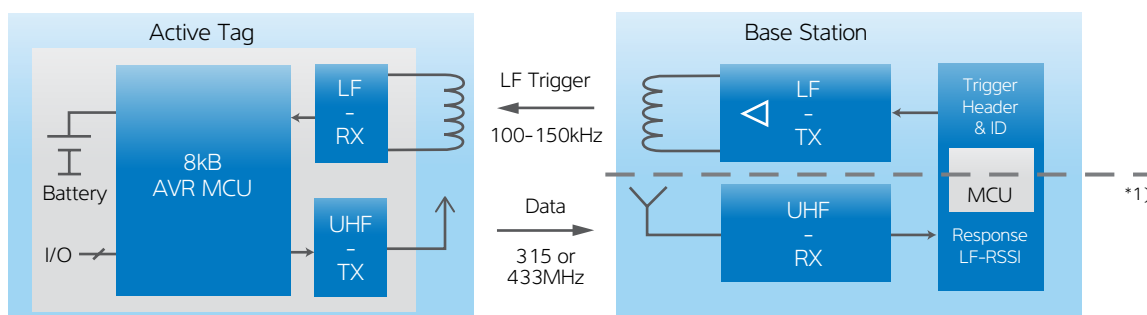 Active Tag
8kB
AVR MCU
Battery
I/O
LF
-
RX
UHF
-
TX
LF Trigger
100-150kHz
Data
315 or
433MHz
Base Station
LF
-
TX
UHF
-
RX
Trigger
Header
& ID
MCU
Response
LF-RSSI
*1)